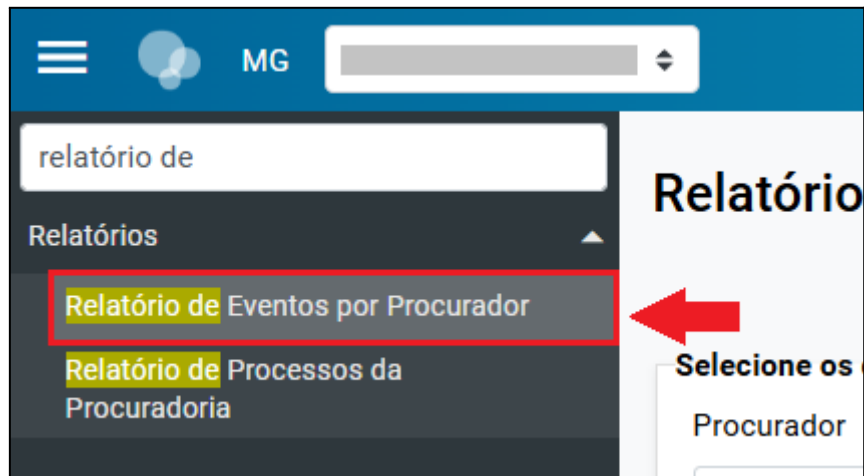 MG
relatório de
Relatórios
Relatório de Eventos por Procurador
Relatório de Processos da
Procuradoria
Relatório
Selecione os
Procurador